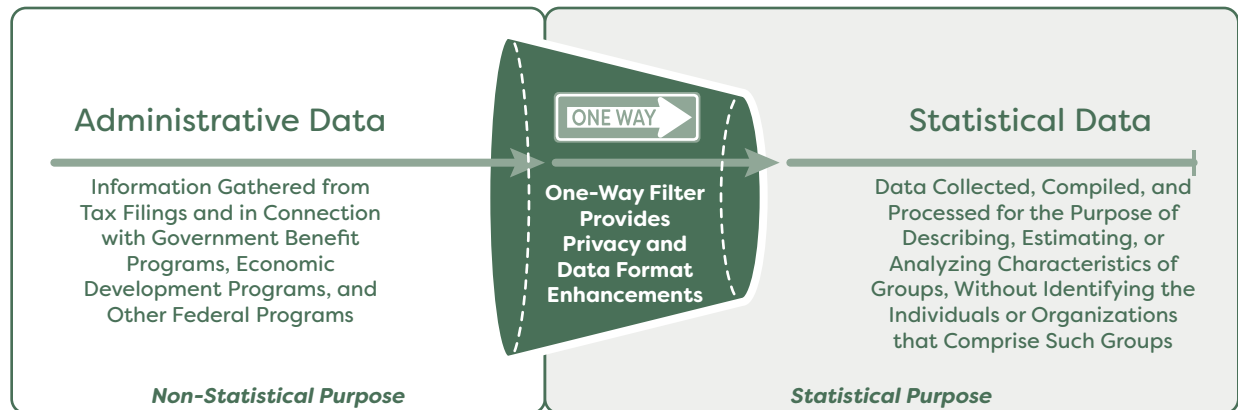 Administrative Data
Information Gathered from
Tax Filings and in Connection
with Government Benefit
Programs, Economic
Development Programs, and
Other Federal Programs
Non-Statistical Purpose
ONE WAY
One-Way Filter
Provides
Privacy and
Data Format
Enhancements
Statistical Data
Data Collected, Compiled, and
Processed for the Purpose of
Describing, Estimating, or
Analyzing Characteristics of
Groups, Without Identifying the
Individuals or Organizations
that Comprise Such Groups
Statistical Purpose